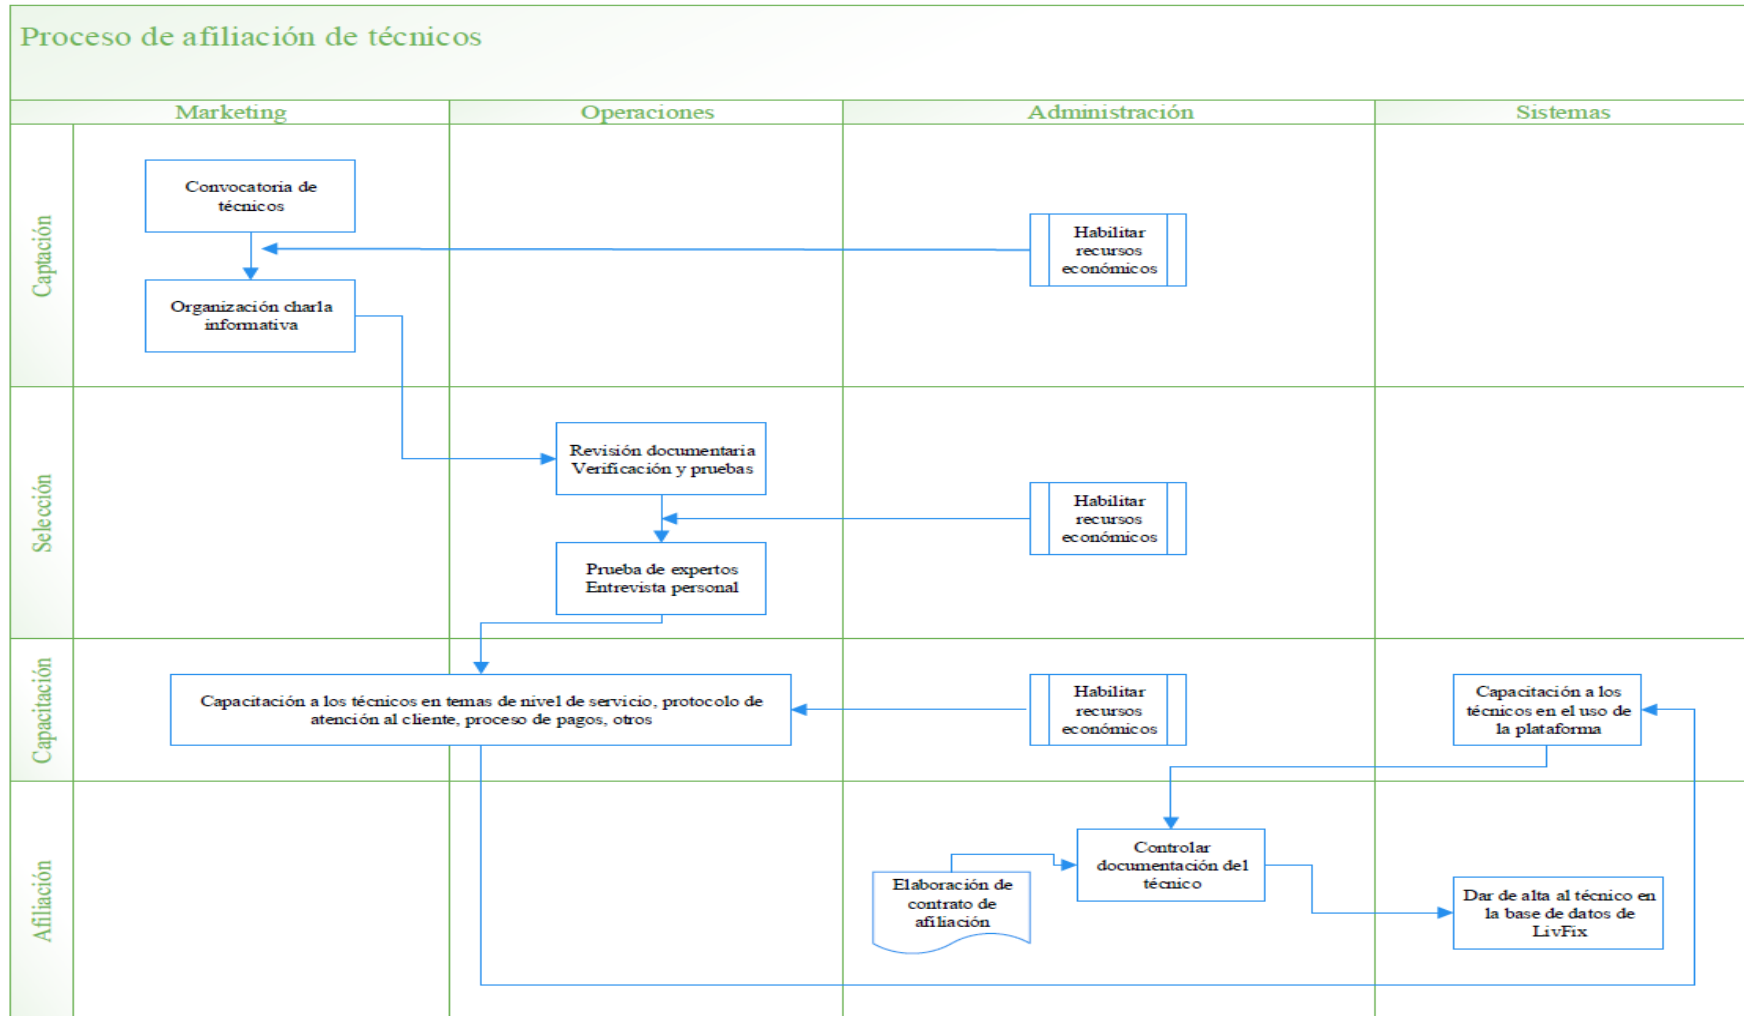 Proceso de afiliación de técnicos
Marketing
Operaciones
Administración
Sistemas
Captación
Convocatoria de
técnicos
Habilitar
recursos
económicos
Organización charla
informativa
Selección
Revisión documentaria
Verificación y pruebas
Habilitar
recursos
económicos
Prueba de expertos
Entrevista personal
Capacitación
Capacitación a los técnicos en temas de nivel de servicio, protocolo de
atención al cliente, proceso de pagos, otros
Habilitar
recursos
económicos
Capacitación a los
técnicos en el uso de
la plataforma
Afiliación
Elaboración de
contrato de
afiliación
Controlar
documentación del
técnico
Dar de alta al técnico en
la base de datos de
LivFix